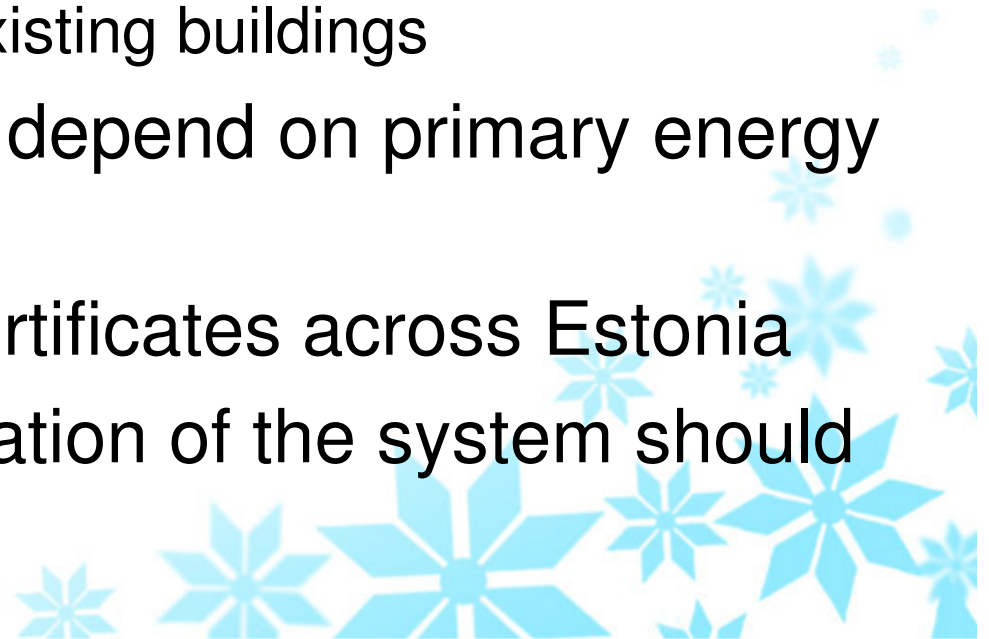 xisting buildings
depend on primary energy
rtificates across Estonia
ation of the system should